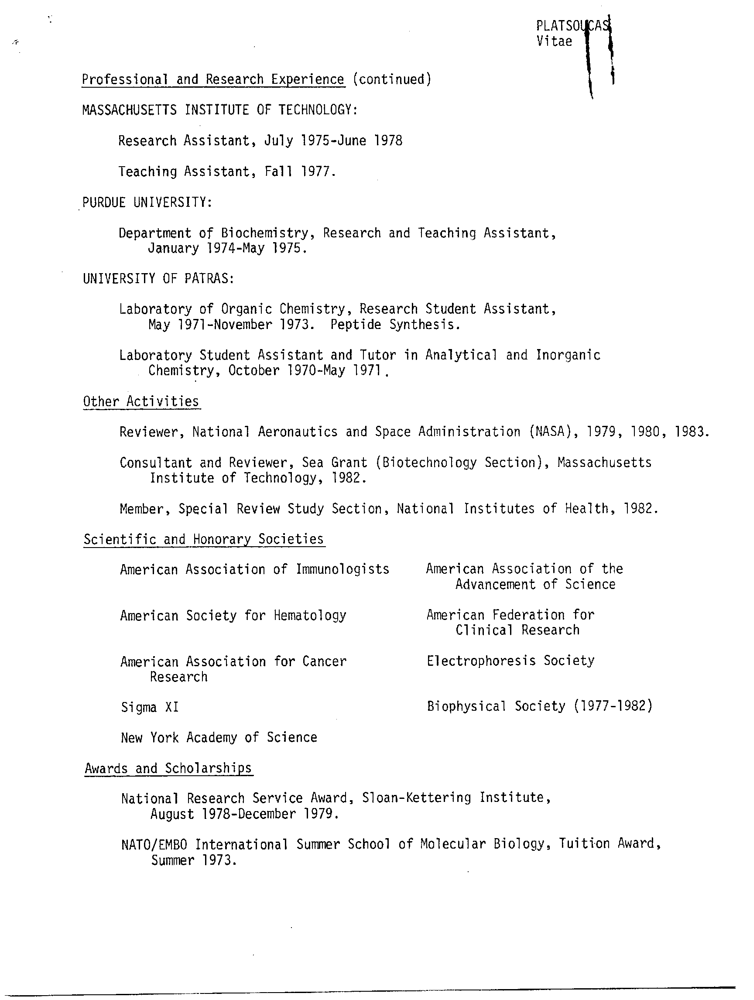 PLATSOUCAS
Vitae
Professional and Research Experience (continued)
MASSACHUSETTS INSTITUTE OF TECHNOLOGY:
Research Assistant, July 1975-June 1978
Teaching Assistant, Fall 1977.
PURDUE UNIVERSITY:
Department of Biochemistry, Research and Teaching Assistant,
January 1974-May 1975.
UNIVERSITY OF PATRAS:
Laboratory of Organic Chemistry, Research Student Assistant,
May 1971-November 1973. Peptide Synthesis.
Laboratory Student Assistant and Tutor in Analytical and Inorganic
Chemistry, October 1970-May 1971.
Other Activities
Reviewer, National Aeronautics and Space Administration (NASA), 1979, 1980, 1983.
Consultant and Reviewer, Sea Grant (Biotechnology Section), Massachusetts
Institute of Technology, 1982.
Member, Special Review Study Section, National Institutes of Health, 1982.
Scientific and Honorary Societies
American Association of Immunologists
American Association of the
Advancement of Science
American Society for Hematology
American Federation for
Clinical Research
American Association for Cancer
Research
Electrophoresis Society
Sigma XI
Biophysical Society (1977-1982)
New York Academy of Science
Awards and Scholarships
National Research Service Award, Sloan-Kettering Institute,
August 1978-December 1979.
NATO/EMBO International Summer School of Molecular Biology, Tuition Award,
Summer 1973.